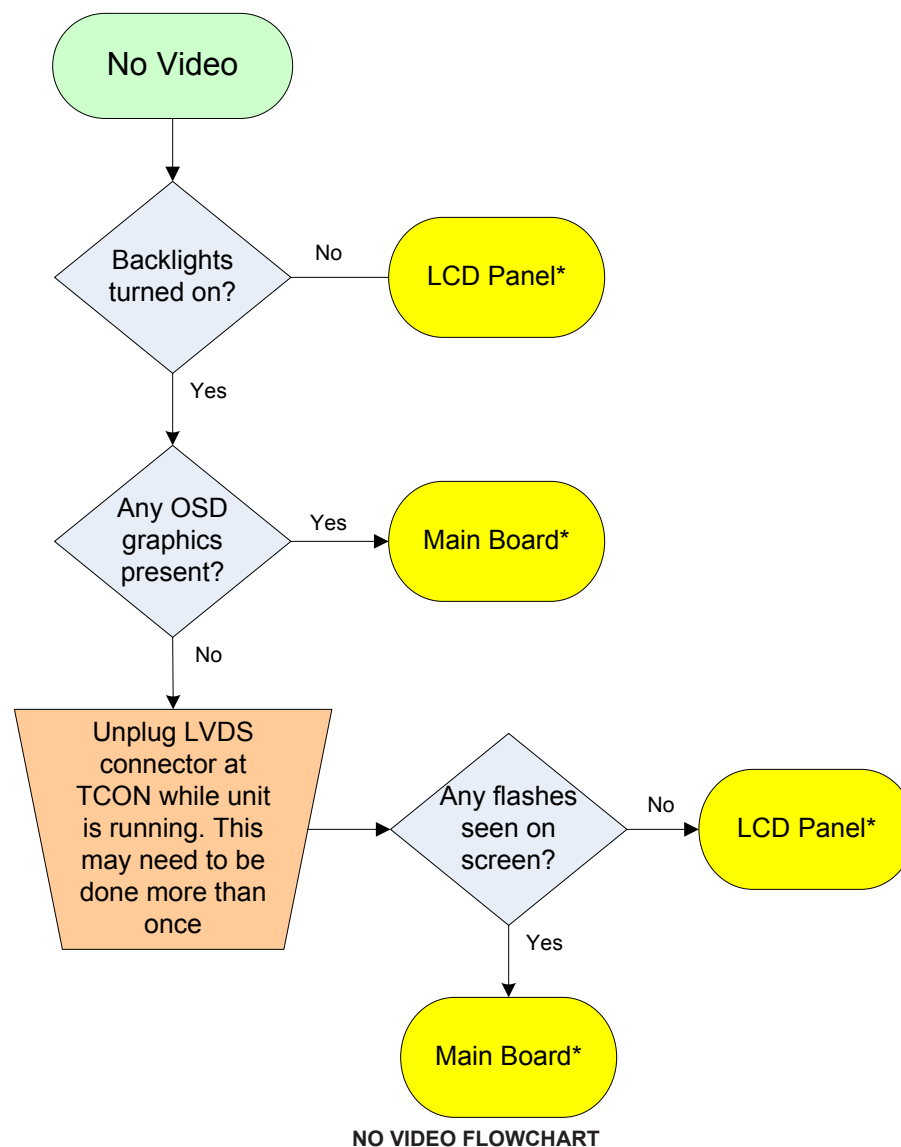 No Video
Backlights
turned on?
No
LCD Panel*
Yes
Any OSD
graphics
present?
Yes
Main Board*
No
Unplug LVDS
connector at
TCON while unit
is running. This
may need to be
done more than
once
Any flashes
seen on
screen?
No
LCD Panel*
Yes
Main Board*
NO VIDEO FLOWCHART